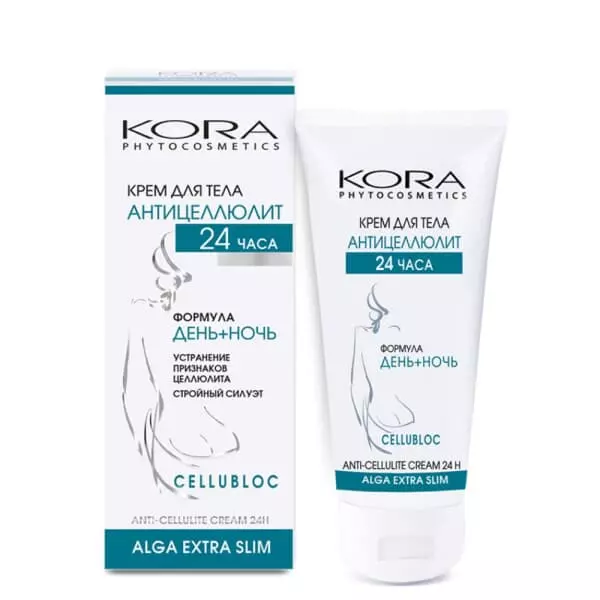 KORA
PHYTOCOSMETICS
КРЕМ ДЛЯ ТЕЛА
АНТИЦЕЛЛЮЛИТ
24 ЧАСА
ФОРМУЛА
ДЕНЬ+НОЧЬ
УСТРАНЕНИЕ
ПРИЗНАКОВ
ЦЕЛЛЮЛИТА
СТРОЙНЫЙ СИЛУЭТ
CELLUBLOC
ANTI-CELLULITE CREAM 24H
ALGA EXTRA SLIM
KORA
PHYTOCOSMETICS
КРЕМ ДЛЯ ТЕЛА
АНТИЦЕЛЛЮЛИТ
24 ЧАСА
ФОРМУЛА
ДЕНЬ+НОЧЬ
CELLUBLOC
ANTI-CELLULITE CREAM 24 H
ALGA EXTRA SLIM